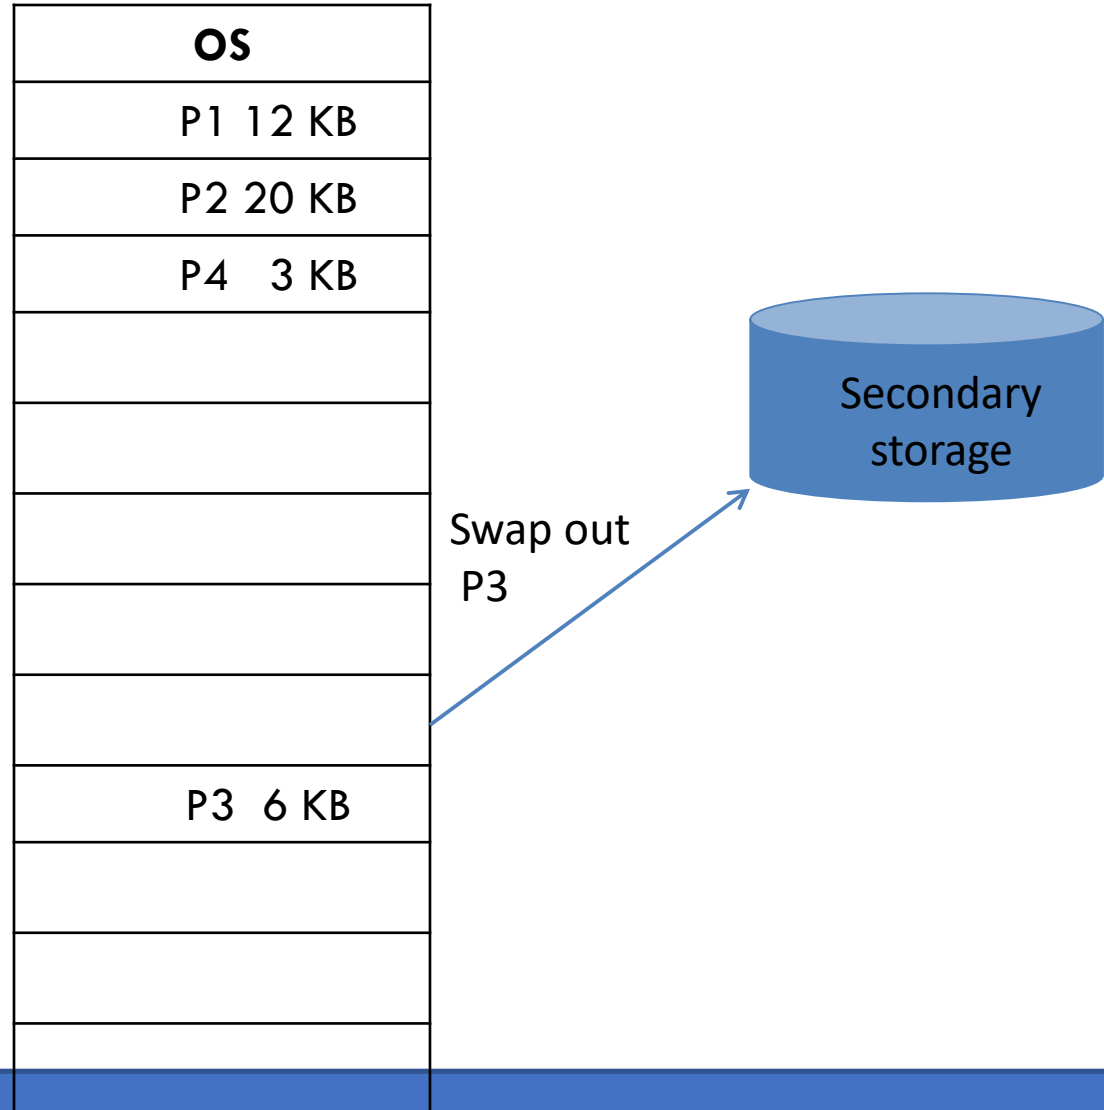 OS
P1 12 KB
P2 20 KB
P4 3 KB
Secondary
storage
Swap out
P3
P3 6 KB